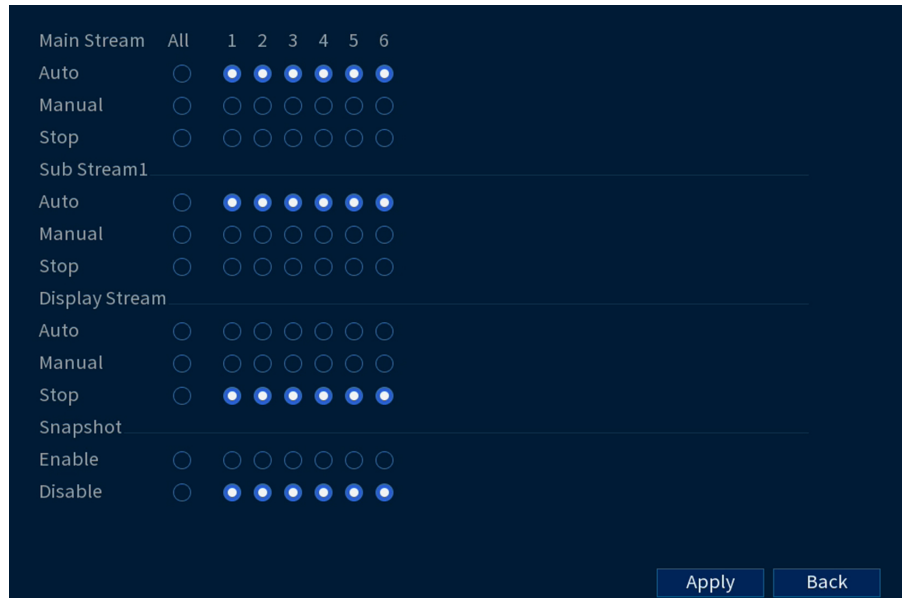 Main Stream All 1 2 3 4 5 6
Auto
Manual
Stop
Sub Stream1
Auto
Manual
Stop
Display Stream
Auto
Manual
Stop
Snapshot
Enable
Disable
Apply Back